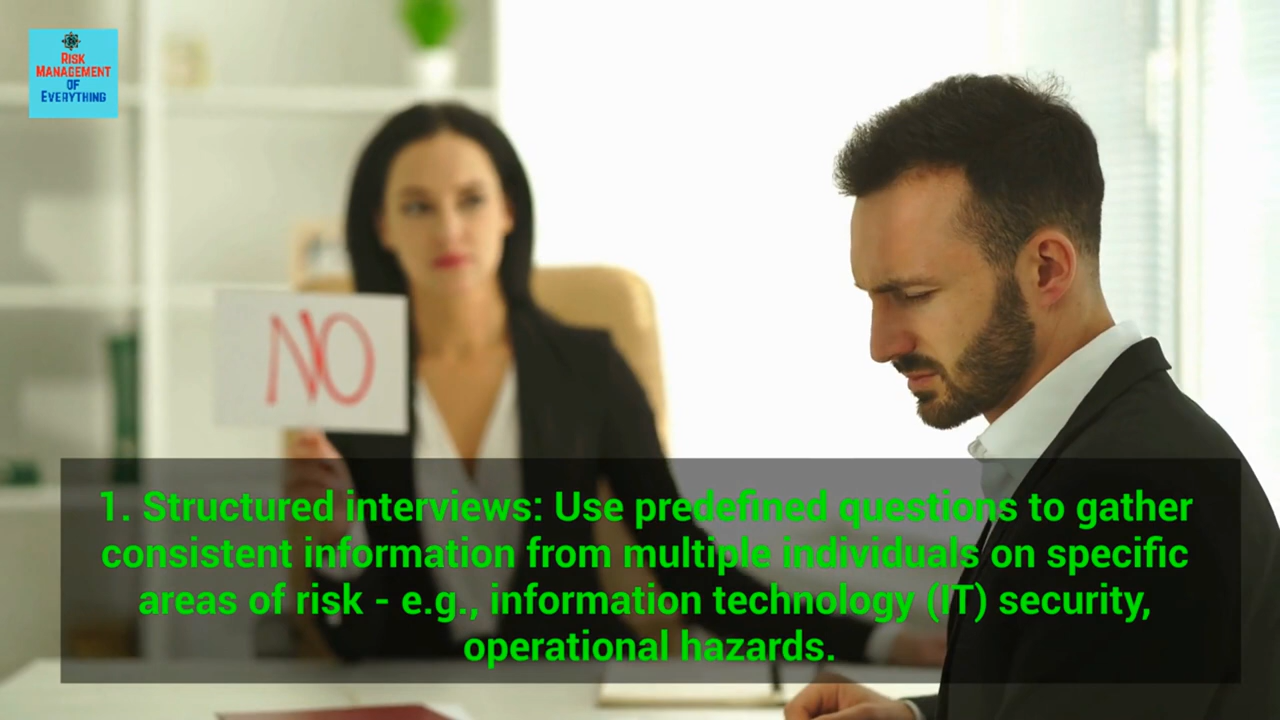 RISK
MANAGEMENT
OF
EVERYTHING
NO
1. Structured interviews: Use predefined questions to gather
consistent information from multiple individuals on specific
areas of risk - e.g., information technology (IT) security,
operational hazards.